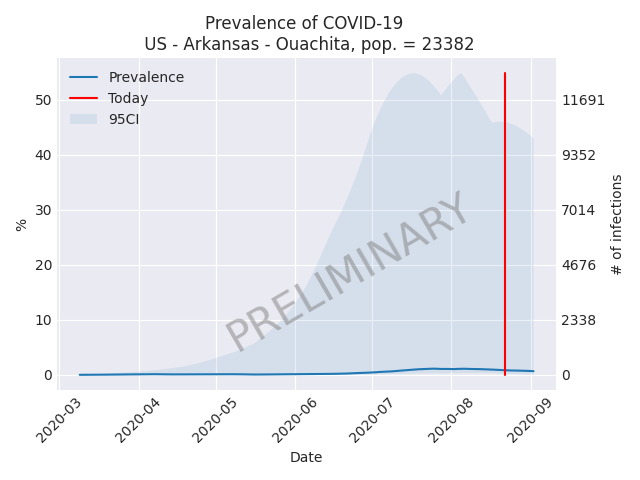 Prevalence of COVID-19
US - Arkansas - Ouachita, pop. = 23382
Prevalence
Today
95CI
50
40
30
20
10
0
%
11691
9352
7014
4676
2338
0
# of infections
PRELIMINARY
2020-03
2020-04
2020-05
2020-06
2020-07
2020-08
2020-09
Date